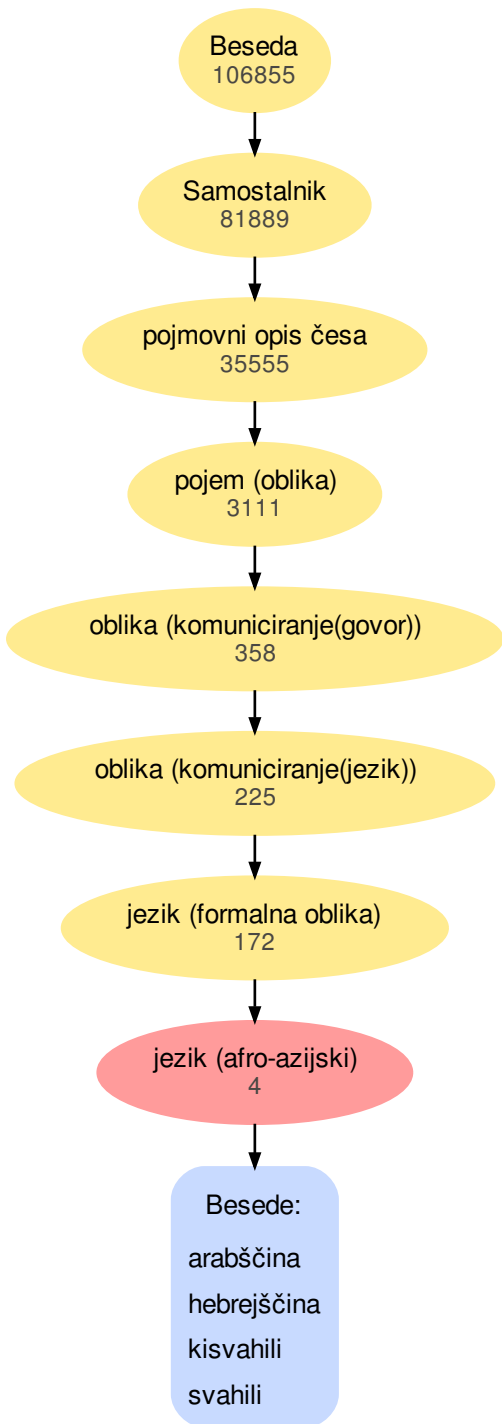 Beseda
106855
Samostalnik
81889
pojmovni opis česa
35555
pojem (oblika)
3111
oblika (komuniciranje(govor))
358
oblika (komuniciranje(jezik))
225
jezik (formalna oblika)
172
jezik (afro-azijski)
4
Besede:
arabščina
hebrejščina
kisvahili
svahili